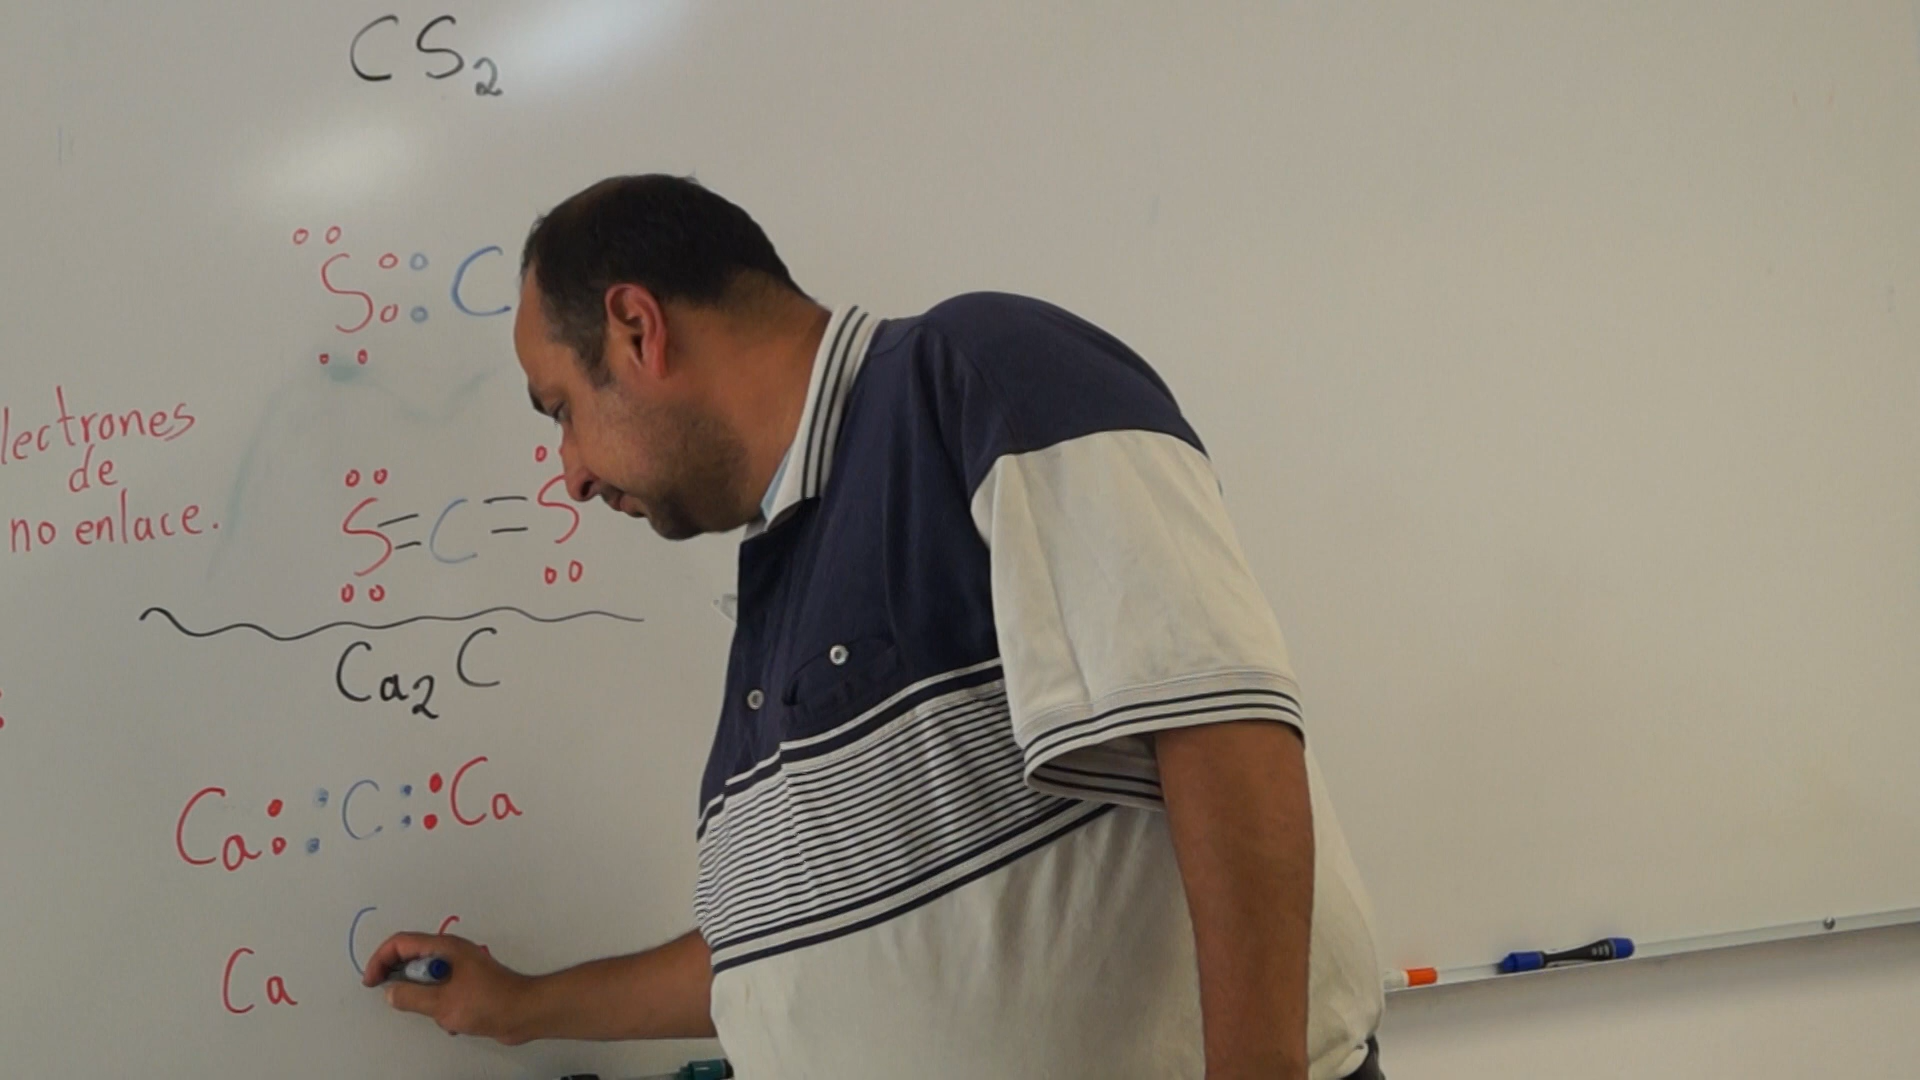 CS2
S C
lectrones
de
no enlace.
S=C=S
Ca2C
Ca C Ca
Ca C